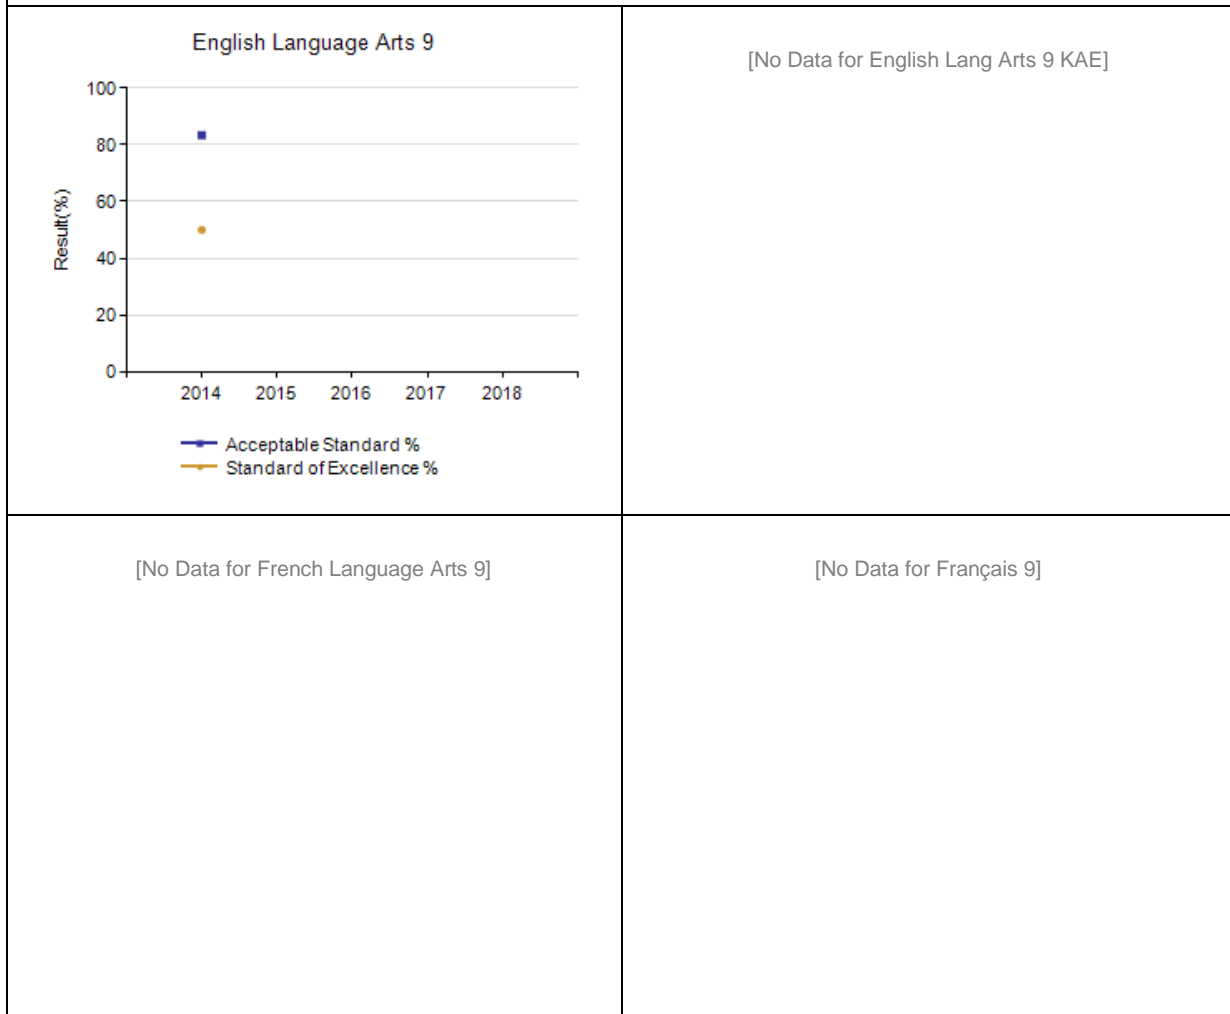 English Language Arts 9
100
80
60
40
20
0
Result(%)
2014 2015 2016 2017 2018
Acceptable Standard %
Standard of Excellence %
[No Data for English Lang Arts 9 KAE]
[No Data for French Language Arts 9]
[No Data for Français 9]